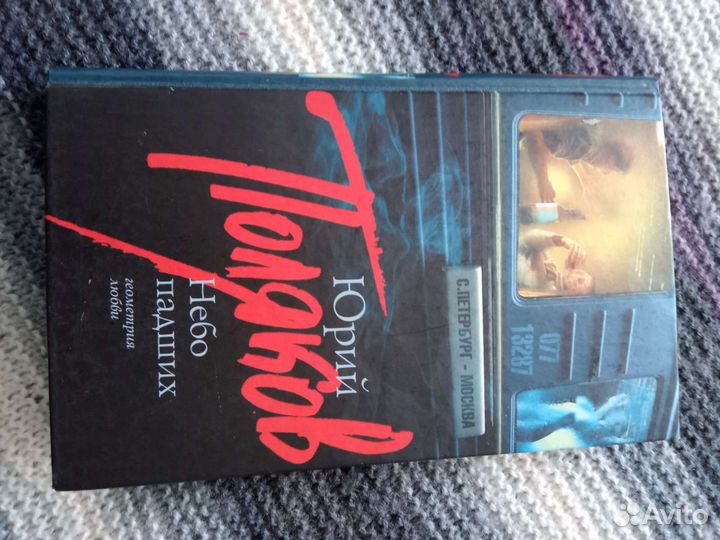 077
13287
С.ПЕТЕРБУРГ - МОСКВА
Юрий
Поляков
Небо
падших
геометрия
любви
Avito